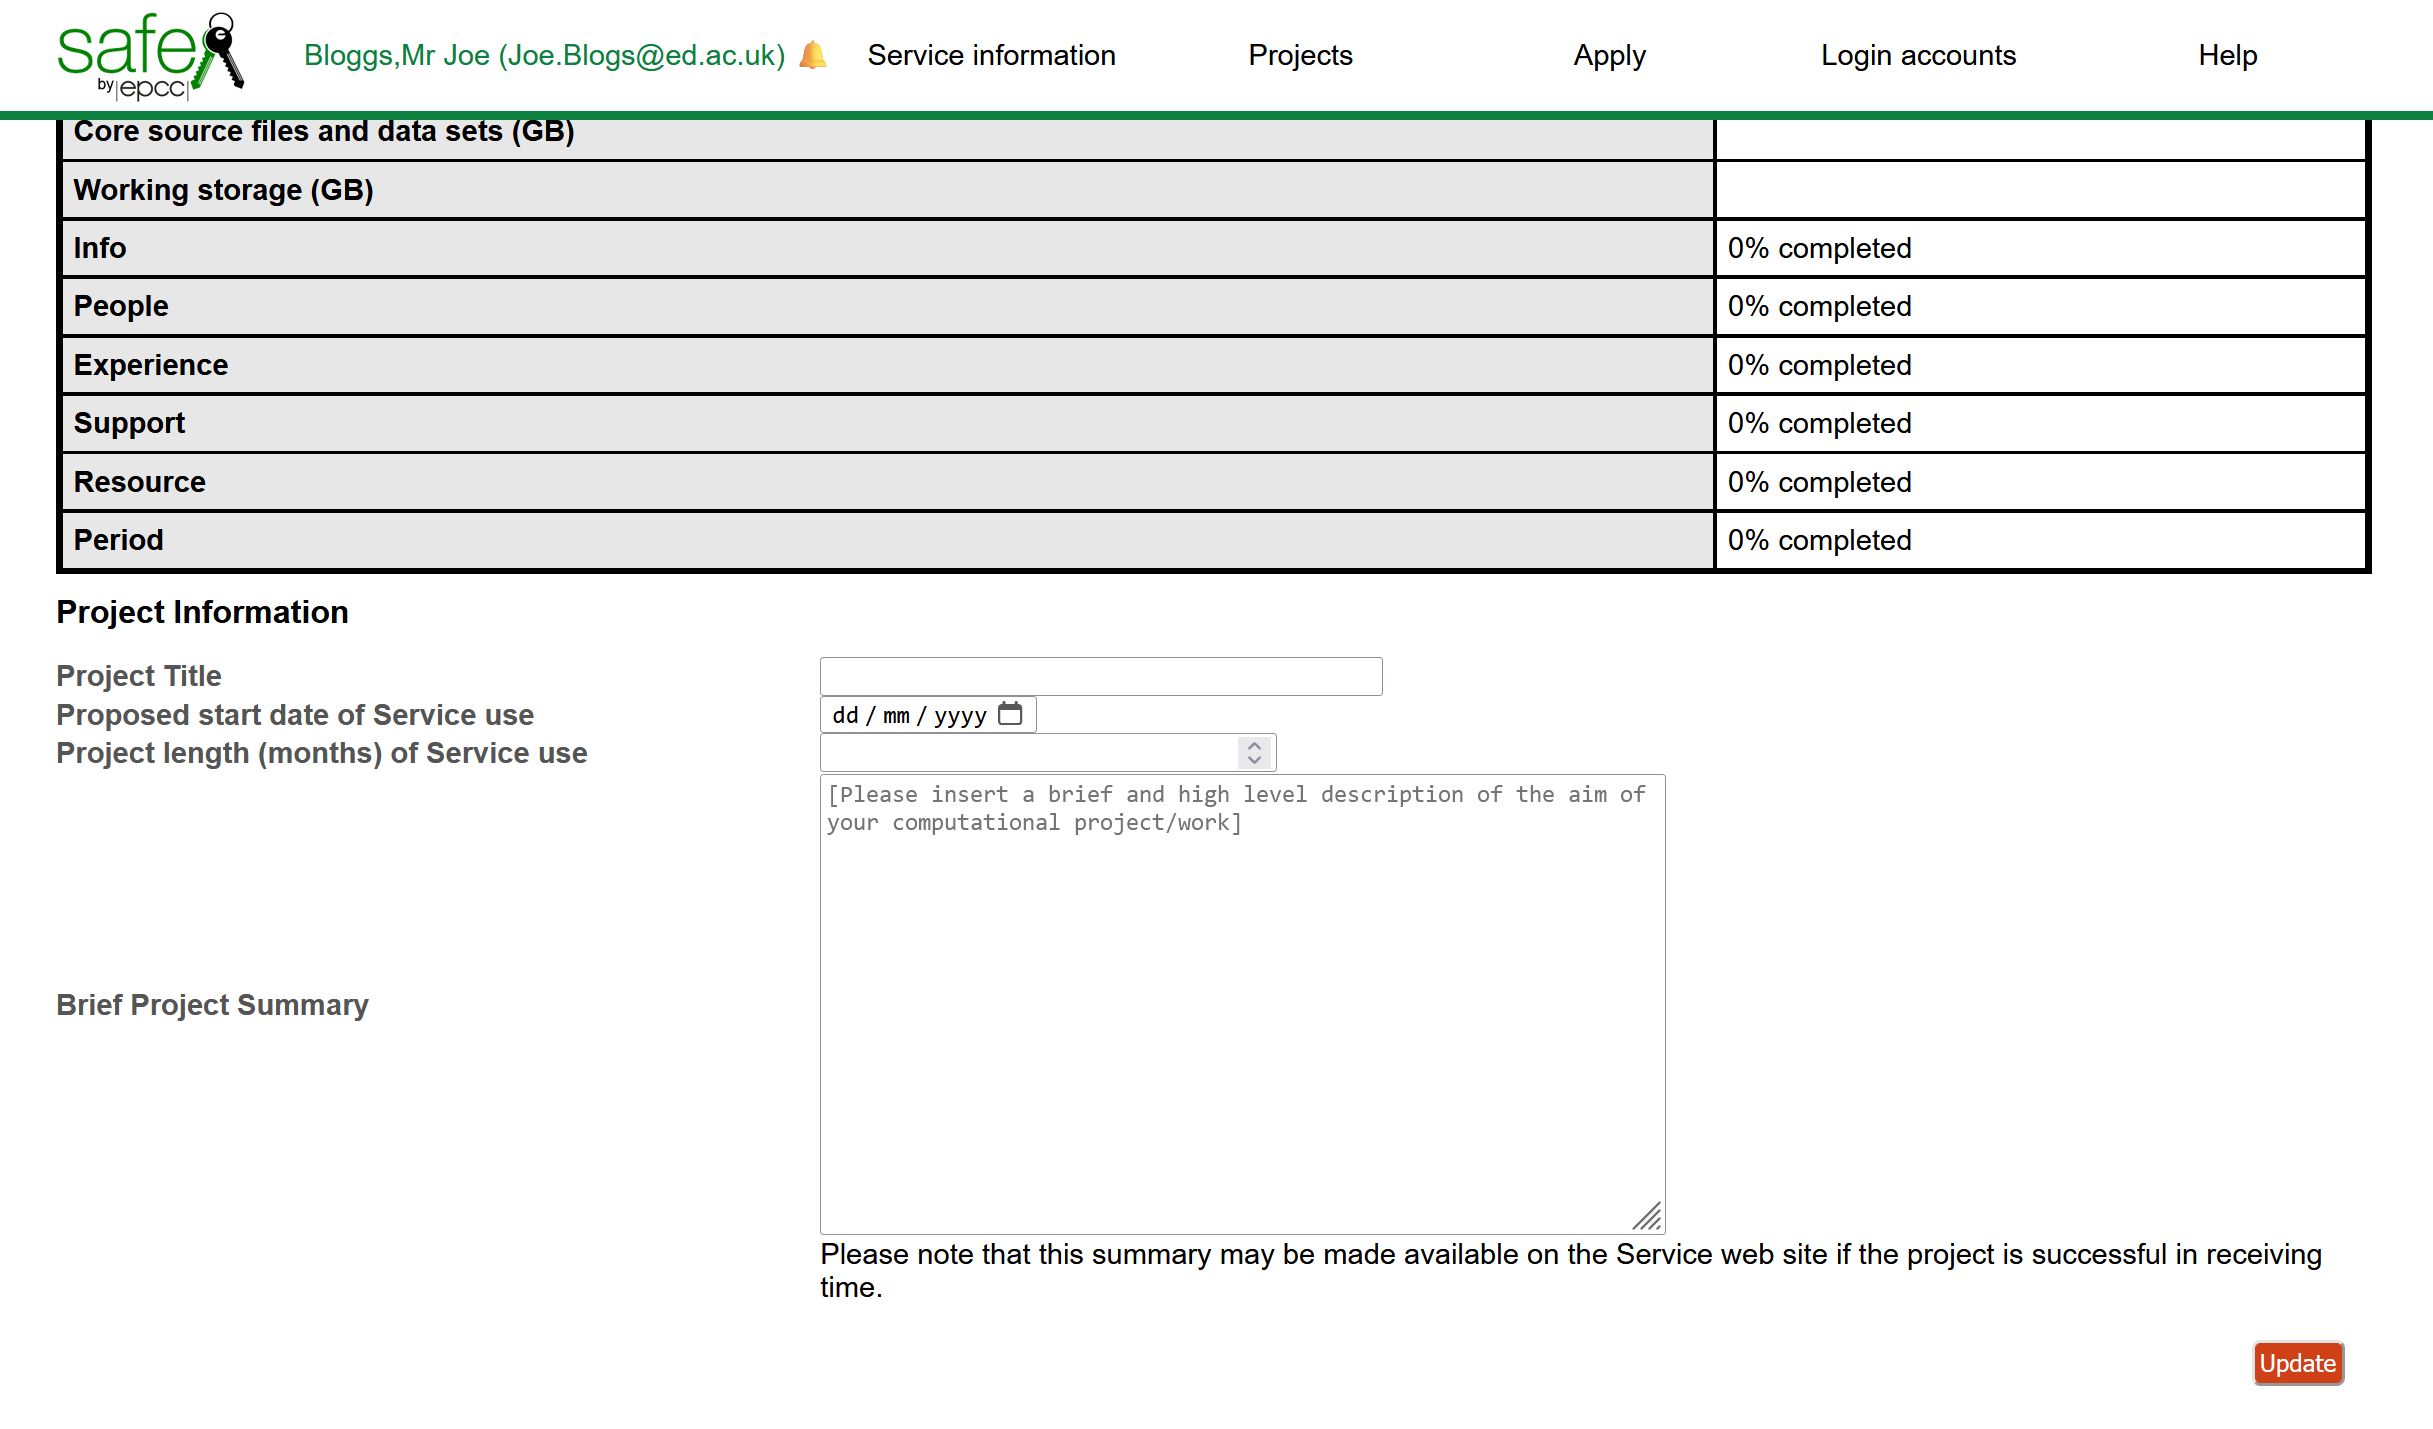 safe
by |epcc|
Bloggs,Mr Joe (Joe.Blogs@ed.ac.uk) Service information Projects Apply Login accounts Help
Core source files and data sets (GB)
Working storage (GB)
Info 0% completed
People 0% completed
Experience 0% completed
Support 0% completed
Resource 0% completed
Period 0% completed
Project Information
Project Title
Proposed start date of Service use dd / mm / yyyy
Project length (months) of Service use
[Please insert a brief and high level description of the aim of
your computational project/work]
Brief Project Summary
Please note that this summary may be made available on the Service web site if the project is successful in receiving
time.
Update